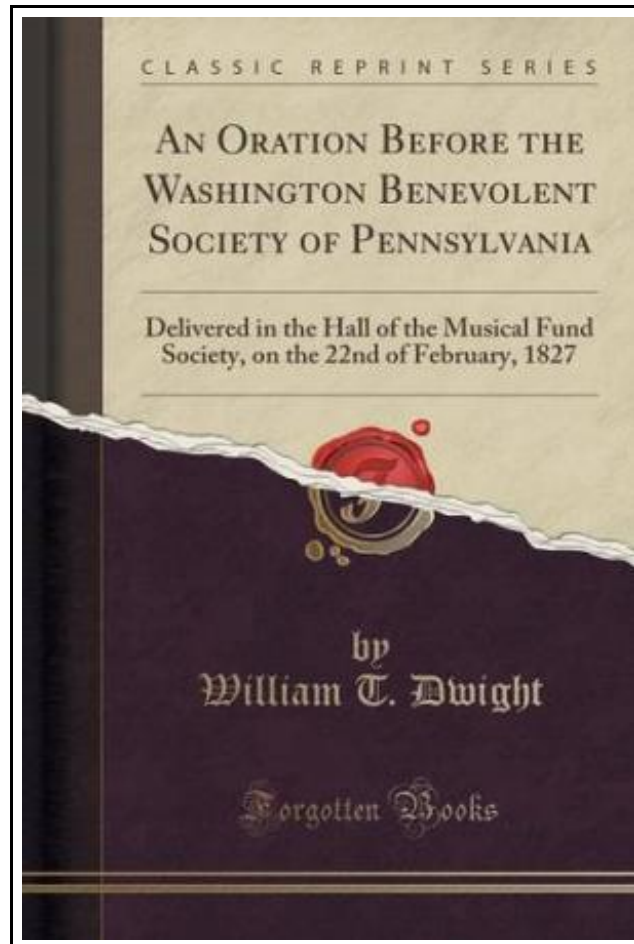 CLASSIC REPRINT SERIES
AN ORATION BEFORE THE
WASHINGTON BENEVOLENT
SOCIETY OF PENNSYLVANIA
Delivered in the Hall of the Musical Fund
Society, on the 22nd of February, 1827
by
William T. Dwight
Forgotten Books